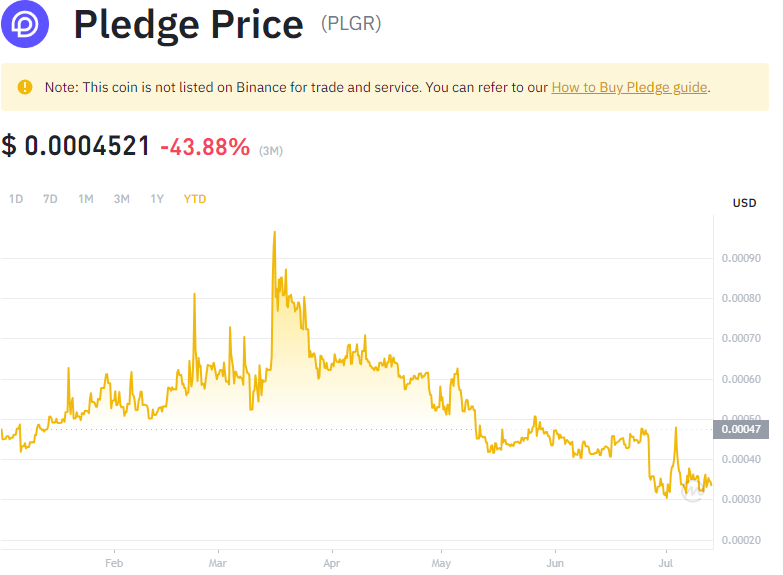 Pledge Price (PLGR)
Note: This coin is not listed on Binance for trade and service. You can refer to our How to Buy Pledge guide.
$ 0.0004521 -43.88% (3M)
1D 7D 1M 3M 1Y YTD
USD
0.00090
0.00080
0.00070
0.00060
0.00050
0.00047
0.00040
0.00030
0.00020
Feb Mar Apr May Jun Jul